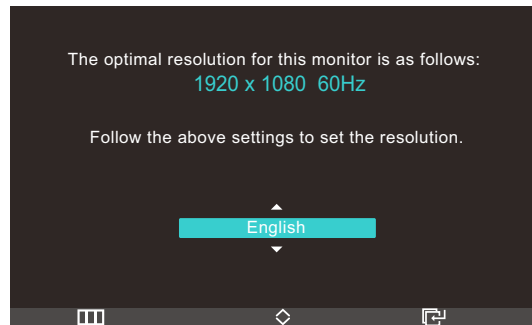 The optimal resolution for this monitor is as follows:
1920 x 1080  60Hz
Follow the above settings to set the resolution.
English